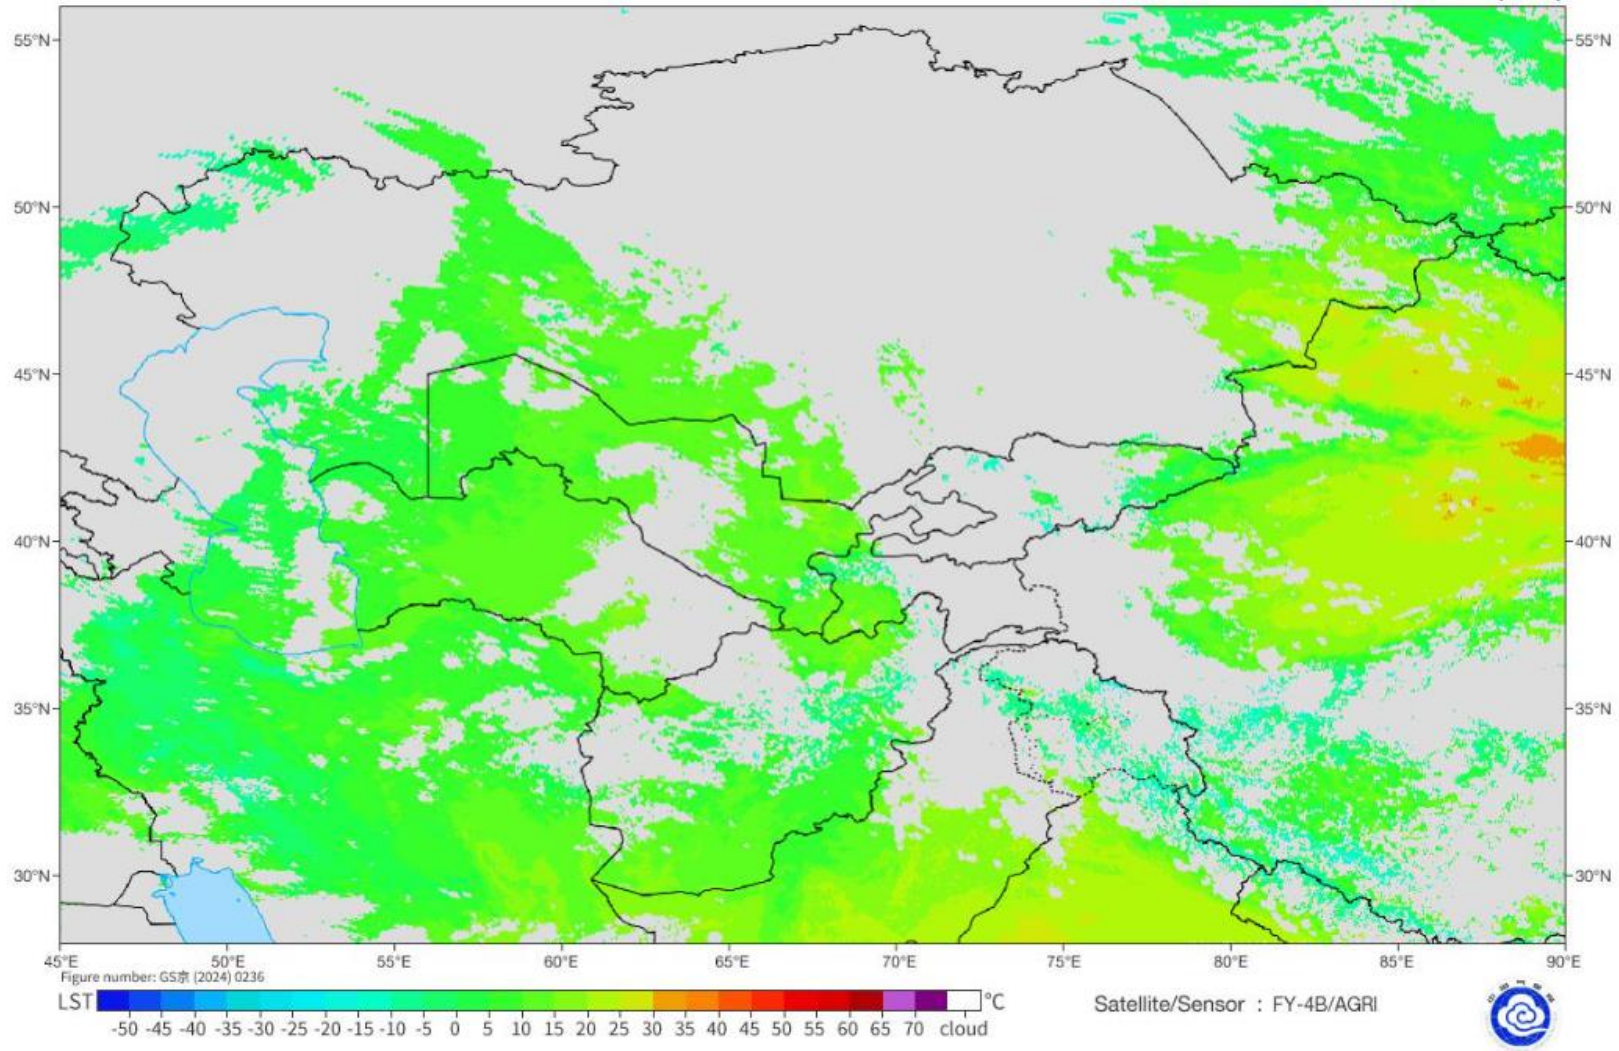 55°N 55°N
50°N 50°N
45°N 45°N
40°N 40°N
35°N 35°N
30°N 30°N
45°E 50°E 55°E 60°E 65°E 70°E 75°E 80°E 85°E 90°E
Figure number: GS京 (2024) 0236
LST °C
-50 -45 -40 -35 -30 -25 -20 -15 -10 -5 0 5 10 15 20 25 30 35 40 45 50 55 60 65 70 cloud
Satellite/Sensor : FY-4B/AGRI